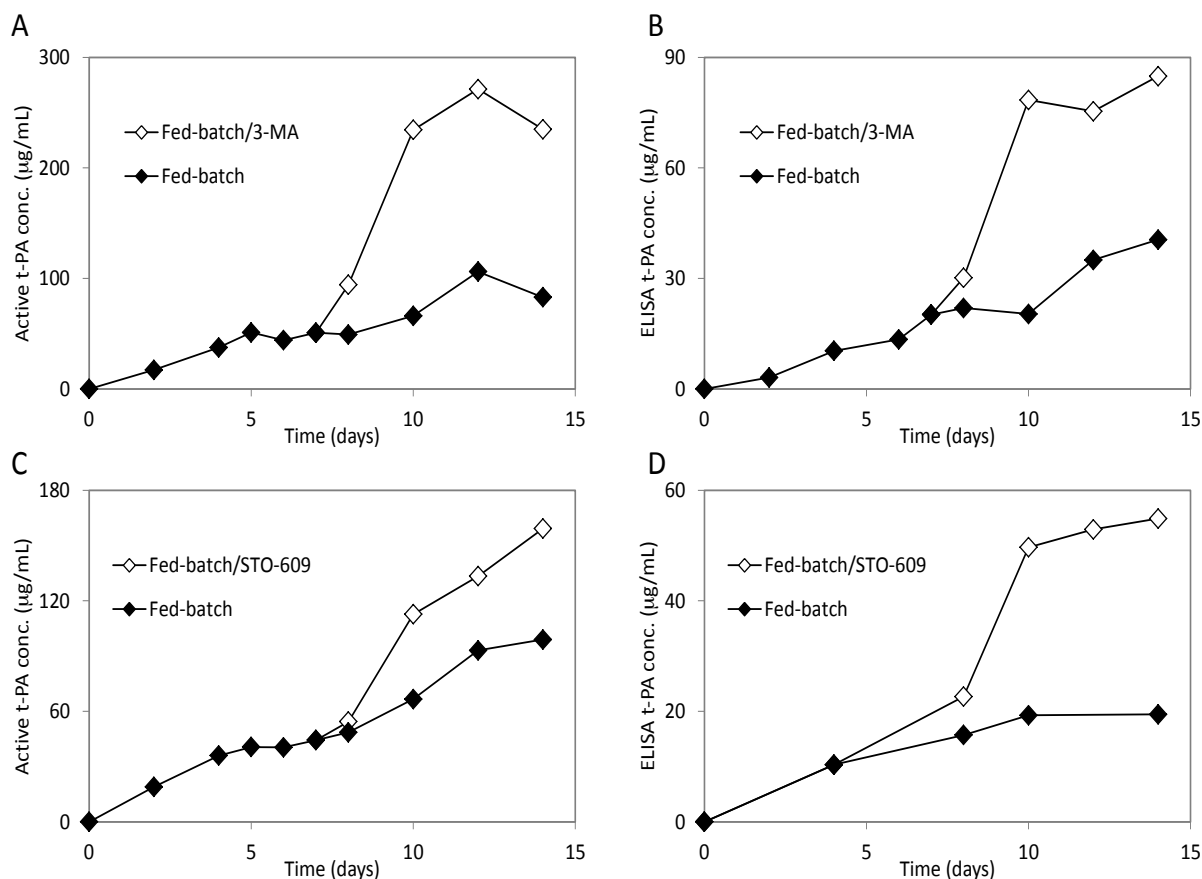 A
Active t-PA conc. (μg/mL)
300
200
100
0
Fed-batch/3-MA
Fed-batch
0 5 10 15
Time (days)
B
ELISA t-PA conc. (μg/mL)
90
60
30
0
Fed-batch/3-MA
Fed-batch
0 5 10 15
Time (days)
C
Active t-PA conc. (μg/mL)
180
120
60
0
Fed-batch/STO-609
Fed-batch
0 5 10 15
Time (days)
D
ELISA t-PA conc. (μg/mL)
60
40
20
0
Fed-batch/STO-609
Fed-batch
0 5 10 15
Time (days)